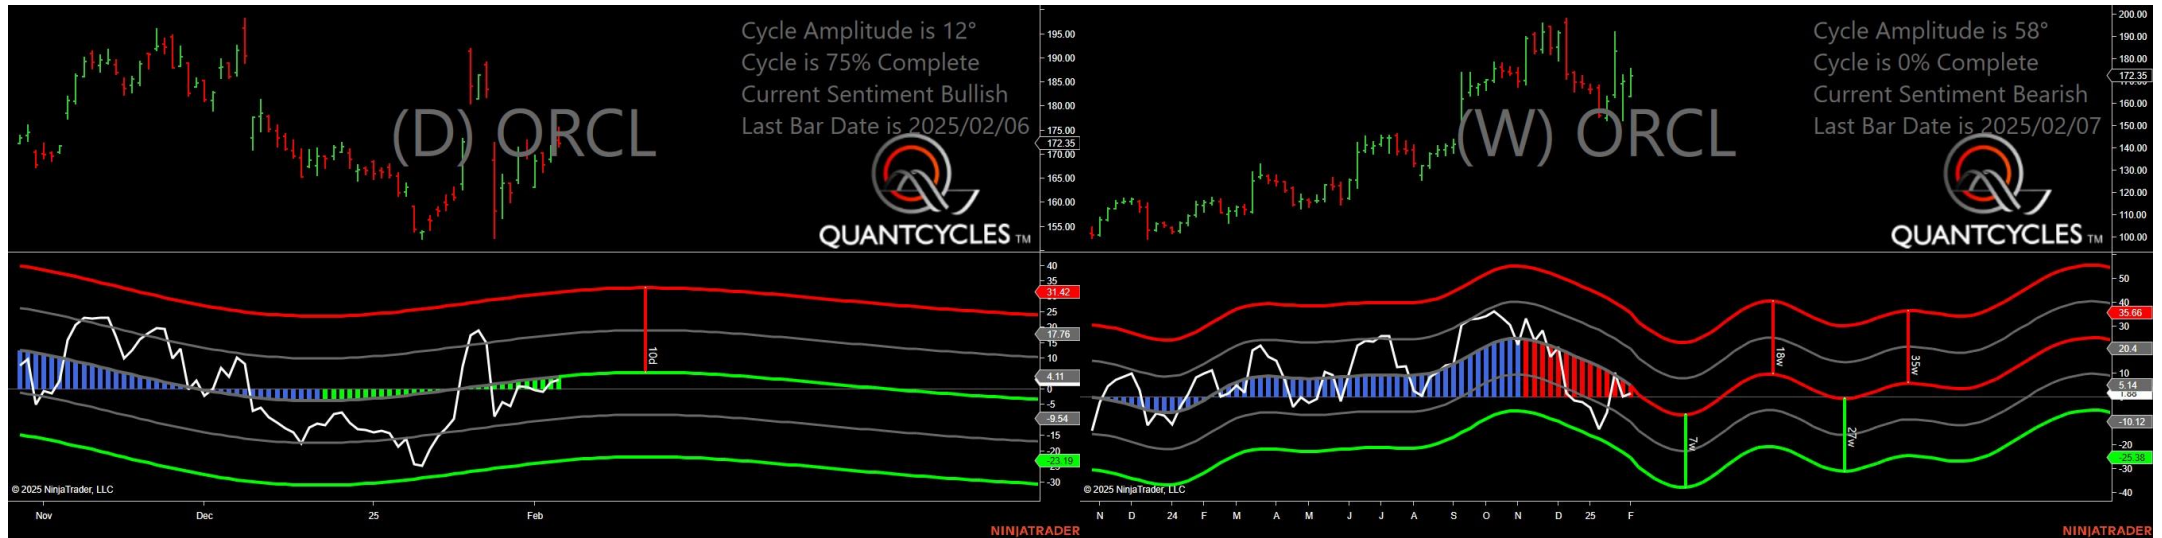 Cycle Amplitude is 12°
Cycle is 75% Complete
Current Sentiment Bullish
Last Bar Date is 2025/02/06
(D) ORCL
QUANTCYCLES TM
195.00
190.00
185.00
180.00
175.00
172.35
170.00
165.00
160.00
155.00
40
35
31.42
25
20
17.76
15
10
4.11
-5
-9.54
-15
-20
-23.19
-30
10d
© 2025 NinjaTrader, LLC
Nov Dec 25 Feb
NINJATRADER
Cycle Amplitude is 58°
Cycle is 0% Complete
Current Sentiment Bearish
Last Bar Date is 2025/02/07
(W) ORCL
QUANTCYCLES TM
200.00
190.00
180.00
172.35
160.00
150.00
140.00
130.00
120.00
110.00
100.00
50
40
35.66
30
20.4
10
5.14
1.88
-10.12
-20
-25.38
-30
-40
18w
35w
7w
27w
© 2025 NinjaTrader, LLC
N D 24 F M A M J J A S O N D 25 F
NINJATRADER